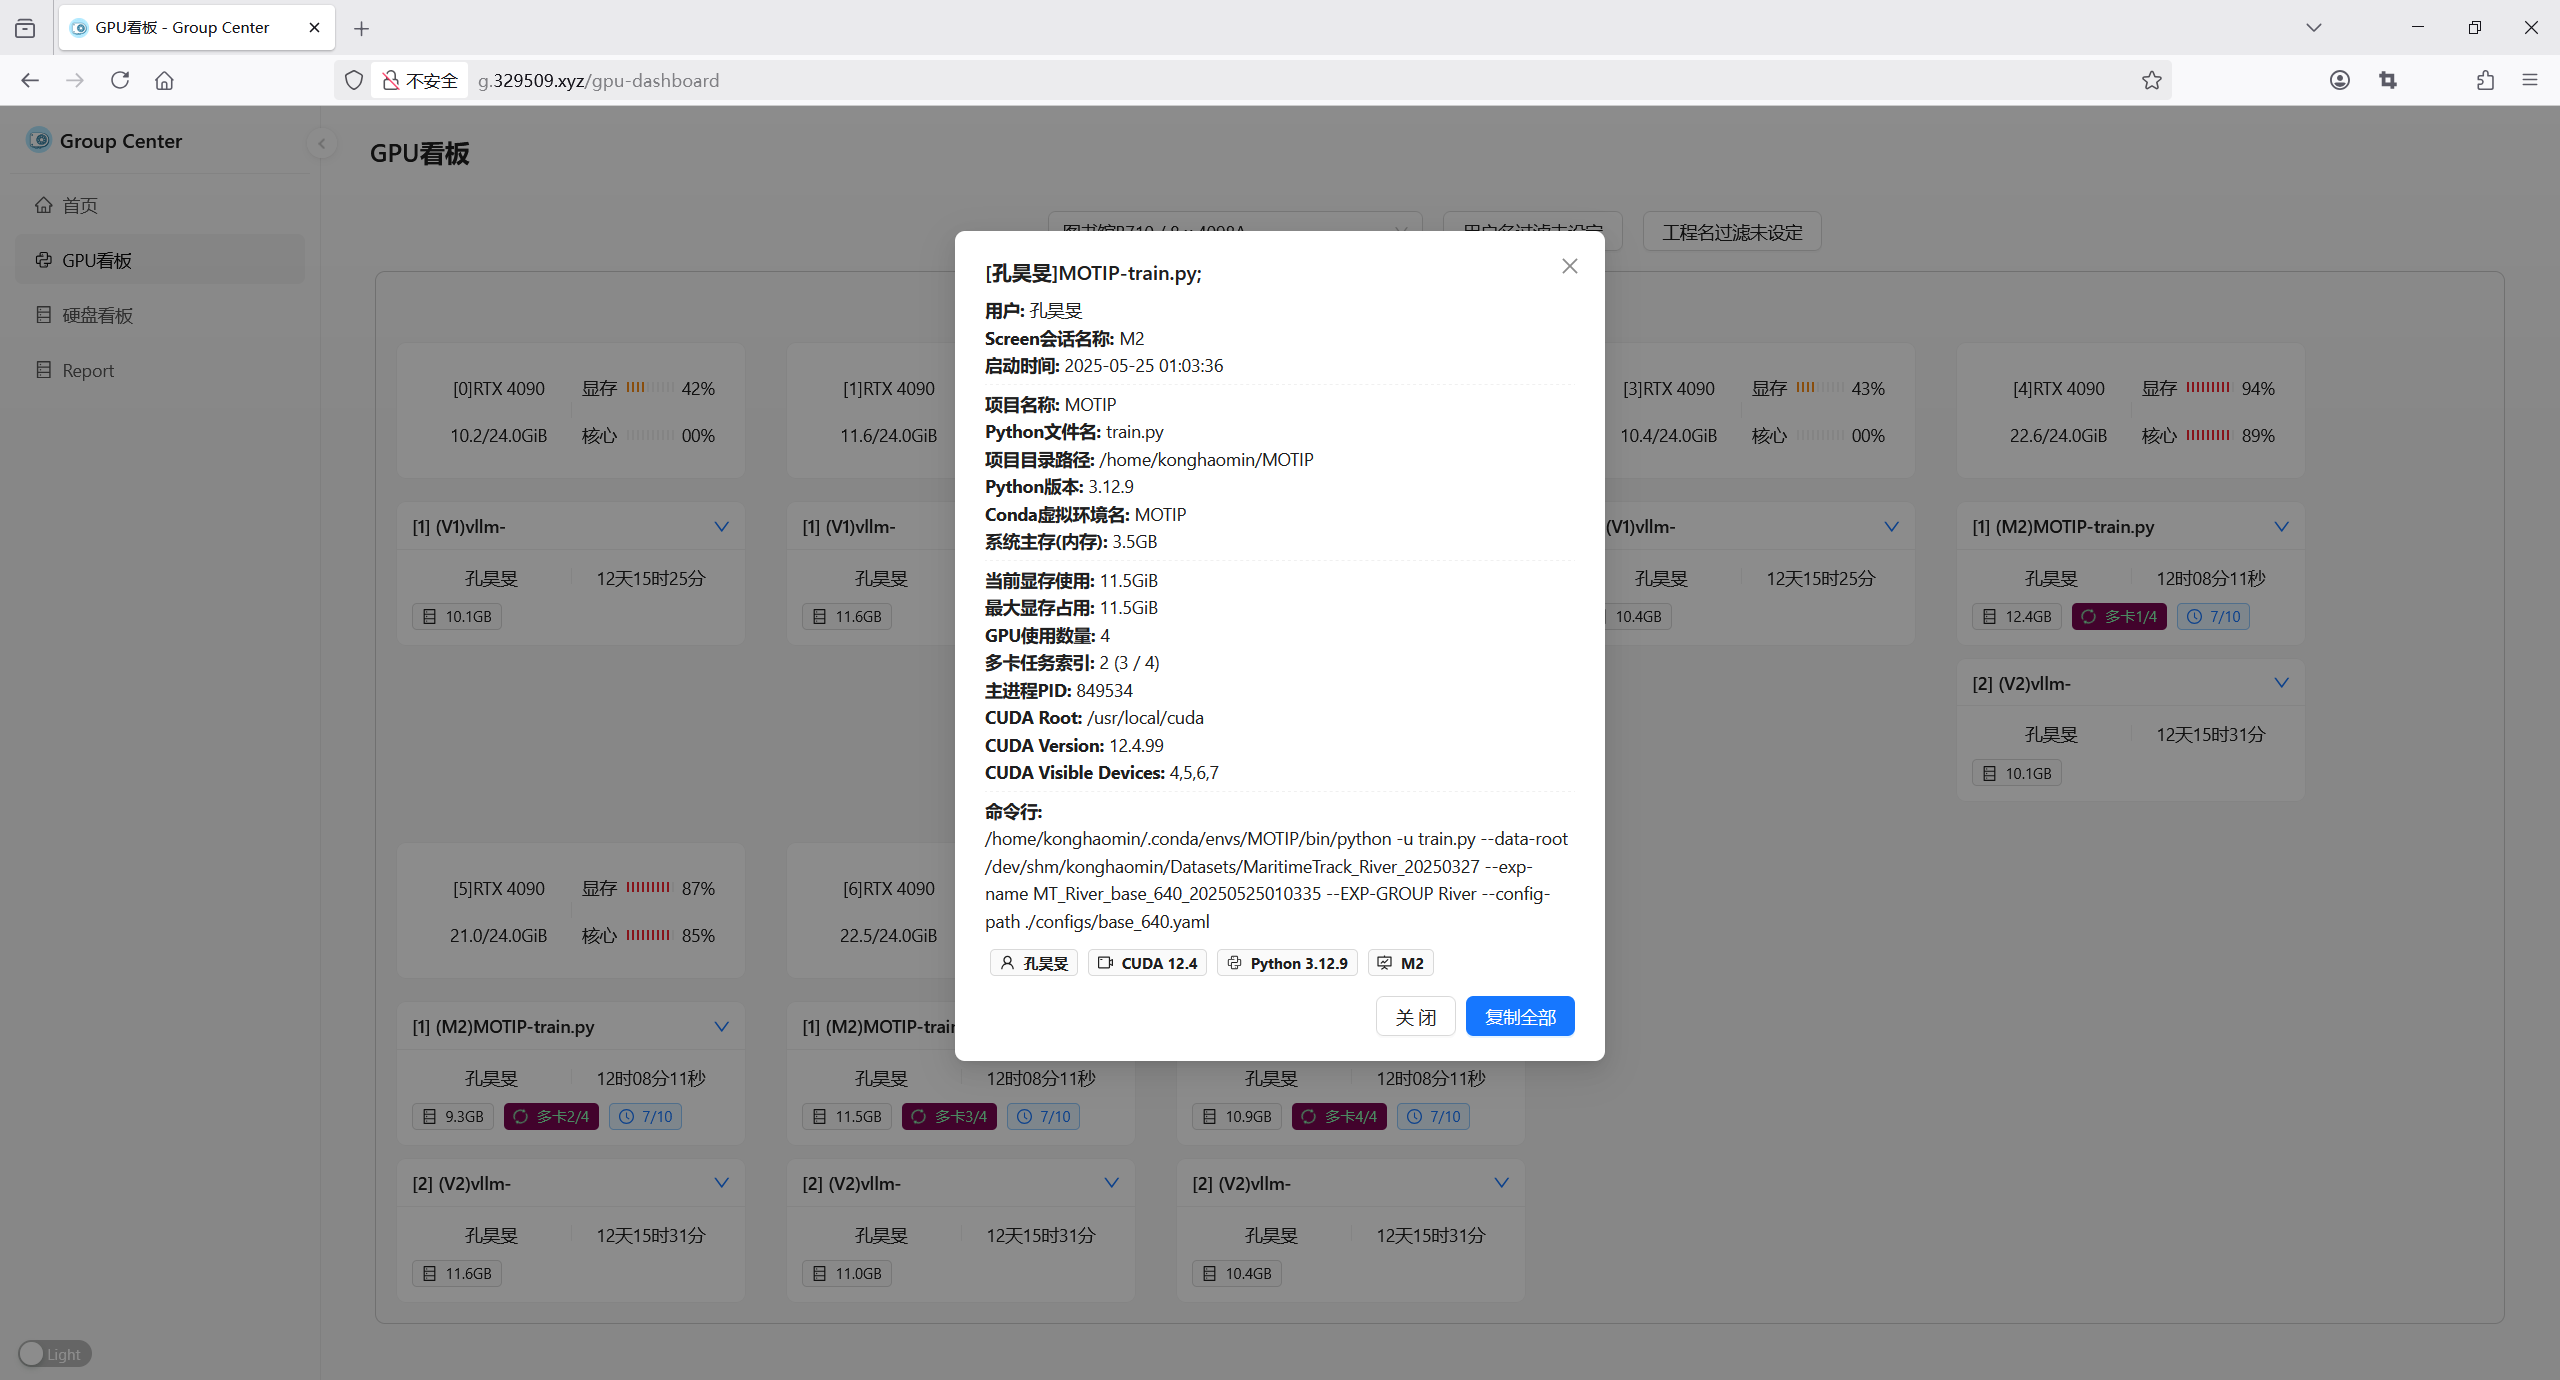 GPU看板 - Group Center
不安全
g.329509.xyz/gpu-dashboard
Group Center
首页
GPU看板
硬盘看板
Report
Light
GPU看板
工程名过滤未设定
[0]RTX 4090 显存 42%
10.2/24.0GiB 核心 00%
[1]RTX 4090
11.6/24.0GiB
[3]RTX 4090 显存 43%
10.4/24.0GiB 核心 00%
[4]RTX 4090 显存 94%
22.6/24.0GiB 核心 89%
[1] (V1)vllm-
孔昊旻 12天15时25分
10.1GB
[1] (V1)vllm-
孔昊旻
11.6GB
(V1)vllm-
孔昊旻 12天15时25分
10.4GB
[1] (M2)MOTIP-train.py
孔昊旻 12时08分11秒
12.4GB 多卡1/4 7/10
[2] (V2)vllm-
孔昊旻 12天15时31分
10.1GB
[5]RTX 4090 显存 87%
21.0/24.0GiB 核心 85%
[6]RTX 4090
22.5/24.0GiB
[1] (M2)MOTIP-train.py
孔昊旻 12时08分11秒
9.3GB 多卡2/4 7/10
[1] (M2)MOTIP-trai
孔昊旻 12时08分11秒
11.5GB 多卡3/4 7/10
孔昊旻 12时08分11秒
10.9GB 多卡4/4 7/10
[2] (V2)vllm-
孔昊旻 12天15时31分
11.6GB
[2] (V2)vllm-
孔昊旻 12天15时31分
11.0GB
[2] (V2)vllm-
孔昊旻 12天15时31分
10.4GB
[孔昊旻]MOTIP-train.py;
用户: 孔昊旻
Screen会话名称: M2
启动时间: 2025-05-25 01:03:36
项目名称: MOTIP
Python文件名: train.py
项目目录路径: /home/konghaomin/MOTIP
Python版本: 3.12.9
Conda虚拟环境名: MOTIP
系统主存(内存): 3.5GB
当前显存使用: 11.5GiB
最大显存占用: 11.5GiB
GPU使用数量: 4
多卡任务索引: 2 (3 / 4)
主进程PID: 849534
CUDA Root: /usr/local/cuda
CUDA Version: 12.4.99
CUDA Visible Devices: 4,5,6,7
命令行:
/home/konghaomin/.conda/envs/MOTIP/bin/python -u train.py --data-root
/dev/shm/konghaomin/Datasets/MaritimeTrack_River_20250327 --exp-
name MT_River_base_640_20250525010335 --EXP-GROUP River --config-
path ./configs/base_640.yaml
孔昊旻 CUDA 12.4 Python 3.12.9 M2
关 闭 复制全部